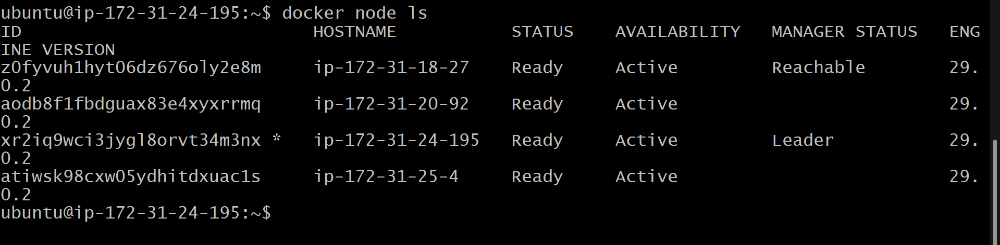 ubuntu@ip-172-31-24-195:~$ docker node ls
ID                            HOSTNAME           STATUS    AVAILABILITY   MANAGER STATUS   ENG
INE VERSION
z0fyvuh1hyt06dz676oly2e8m     ip-172-31-18-27    Ready     Active         Reachable        29.
0.2
aodb8f1fbdguax83e4xyxrrmq     ip-172-31-20-92    Ready     Active                          29.
0.2
xr2iq9wci3jygl8orvt34m3nx *   ip-172-31-24-195   Ready     Active         Leader           29.
0.2
atiwsk98cxw05ydhitdxuac1s     ip-172-31-25-4     Ready     Active                          29.
0.2
ubuntu@ip-172-31-24-195:~$